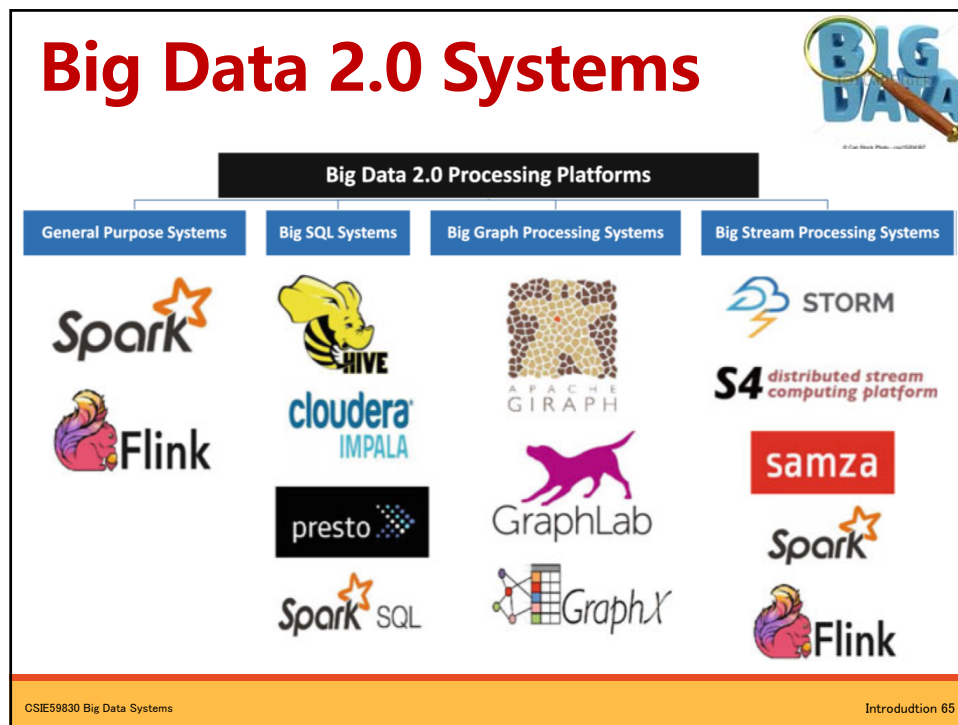 Big Data 2.0 Systems
BIG
DATA
Big Data 2.0 Processing Platforms
General Purpose Systems
Big SQL Systems
Big Graph Processing Systems
Big Stream Processing Systems
Spark
Flink
HIVE
cloudera
IMPALA
presto
Spark SQL
APACHE
GIRAPH
GraphLab
GraphX
STORM
S4 distributed stream
computing platform
samza
Spark
Flink
CSIE59830 Big Data Systems
Introdudtion 65